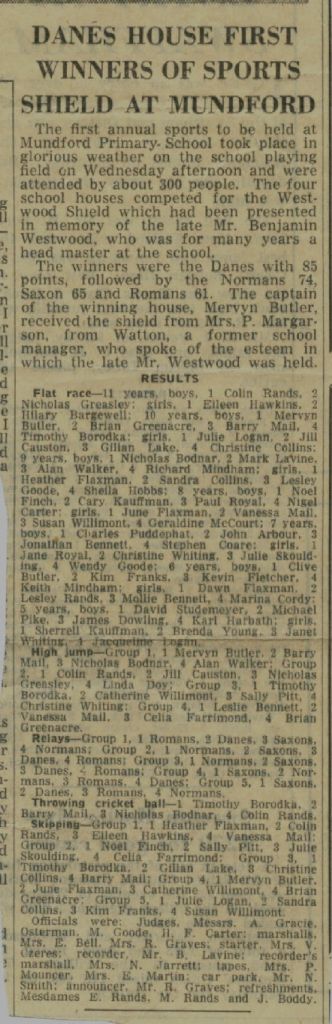 DANES HOUSE FIRST
WINNERS OF SPORTS
SHIELD AT MUNDFORD
The first annual sports to be held at
Mundford Primary School took place in
glorious weather on the school playing
field on Wednesday afternoon and were
attended by about 300 people. The four
school houses competed for the West-
wood Shield which had been presented
in memory of the late Mr. Benjamin
Westwood, who was for many years a
head master at the school.
The winners were the Danes with 85
points, followed by the Normans 74,
Saxon 65 and Romans 61. The captain
of the winning house, Mervyn Butler,
received the shield from Mrs. P. Margar-
son, from Watton, a former school
manager, who spoke of the esteem in
which the late Mr. Westwood was held.
RESULTS
Flat race—11 years, boys, 1 Colin Rands, 2
Nicholas Greasley; girls, 1 Eileen Hawkins, 2
Hilary Bargewell; 10 years, boys, 1 Mervyn
Butler, 2 Brian Greenacre, 3 Barry Mail, 4
Timothy Borodka; girls, 1 Julie Logan, 2 Jill
Causton, 3 Gillian Lake, 4 Christine Collins;
9 years, boys, 1 Nicholas Bodnar, 2 Mark LaVine,
3 Alan Walker, 4 Richard Mindham; girls, 1
Heather Flaxman, 2 Sandra Collins, 3 Lesley
Goode, 4 Sheila Hobbs; 8 years, boys, 1 Noel
Finch, 2 Cary Kauffman, 3 Paul Royal, 4 Nigel
Carter; girls, 1 June Flaxman, 2 Vanessa Mail,
3 Susan Willimont, 4 Geraldine McCourt; 7 years,
boys, 1 Charles Puddephat, 2 John Arbour, 3
Jonathan Bennett, 4 Stephen Coare; girls, 1
Jane Royal, 2 Christine Whiting, 3 Julie Skould-
ing, 4 Wendy Goode; 6 years, boys, 1 Clive
Butler, 2 Kim Franks, 3 Kevin Fletcher, 4
Keith Mindham; girls, 1 Dawn Flaxman, 2
Lesley Rands, 3 Mollie Bennett, 4 Marina Cordy;
5 years, boys, 1 David Studemeyer, 2 Michael
Pike, 3 James Dowling, 4 Karl Harbath; girls,
1 Sherrell Kauffman, 2 Brenda Young, 3 Janet
Whiting, 4 Jacqueline Logan.
High jump—Group 1, 1 Mervyn Butler, 2 Barry
Mail, 3 Nicholas Bodnar, 4 Alan Walker; Group
2, 1 Colin Rands, 2 Jill Causton, 3 Nicholas
Greasley, 4 Linda Doy; Group 3, 1 Timothy
Borodka, 2 Catherine Willimont, 3 Sally Pitt, 4
Christine Whiting; Group 4, 1 Leslie Bennett, 2
Vanessa Mail, 3 Celia Farrimond, 4 Brian
Greenacre.
Relays—Group 1, 1 Romans, 2 Danes, 3 Saxons,
4 Normans; Group 2, 1 Normans, 2 Saxons, 3
Danes, 4 Romans; Group 3, 1 Normans, 2 Saxons,
3 Danes, 4 Romans; Group 4, 1 Saxons, 2 Nor-
mans, 3 Romans, 4 Danes; Group 5, 1 Saxons,
2 Danes, 3 Romans, 4 Normans.
Throwing cricket ball—1 Timothy Borodka, 2
Barry Mail, 3 Nicholas Bodnar, 4 Colin Rands.
Skipping—Group 1, 1 Heather Flaxman, 2 Colin
Rands, 3 Eileen Hawkins, 4 Vanessa Mail;
Group 2, 1 Noel Finch, 2 Sally Pitt, 3 Julie
Skoulding, 4 Celia Farrimond; Group 3, 1
Timothy Borodka, 2 Gillian Lake, 3 Christine
Collins, 4 Barry Mail; Group 4, 1 Mervyn Butler,
2 June Flaxman, 3 Catherine Willimont, 4 Brian
Greenacre; Group 5, 1 Julie Logan, 2 Sandra
Collins, 3 Kim Franks, 4 Susan Willimont.
Officials were: Judges, Messrs. A. Gracie,
Osterman, M. Goode, H. F. Carter; marshalls,
Mrs. E. Bell, Mrs. R. Graves; starter, Mrs. V.
Ozeres; recorder, Mr. B. Lavine; recorder's
marshall, Mrs. N. Jarrett; tapes, Mrs. P.
Mouncer, Mrs. E. Martin; car park, Mr. N.
Smith; announcer, Mr. R. Graves; refreshments,
Mesdames E. Rands, M. Rands and J. Boddy.